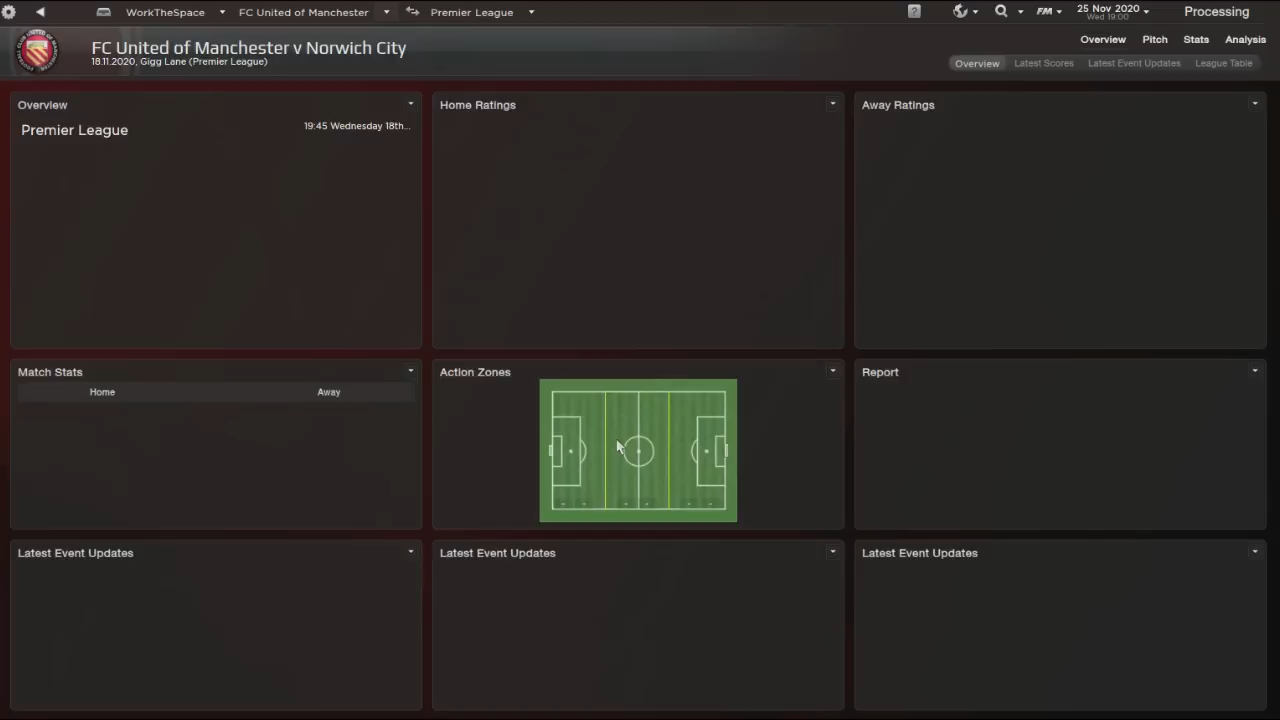 WorkTheSpace FC United of Manchester Premier League ? FM 25 Nov 2020 Processing
Wed 19:00
Overview Pitch Stats Analysis
FC United of Manchester v Norwich City
18.11.2020, Gigg Lane (Premier League)
Overview Latest Scores Latest Event Updates League Table
Overview Home Ratings Away Ratings
Premier League 19:45 Wednesday 18th...
Match Stats Action Zones Report
Home Away
Latest Event Updates Latest Event Updates Latest Event Updates